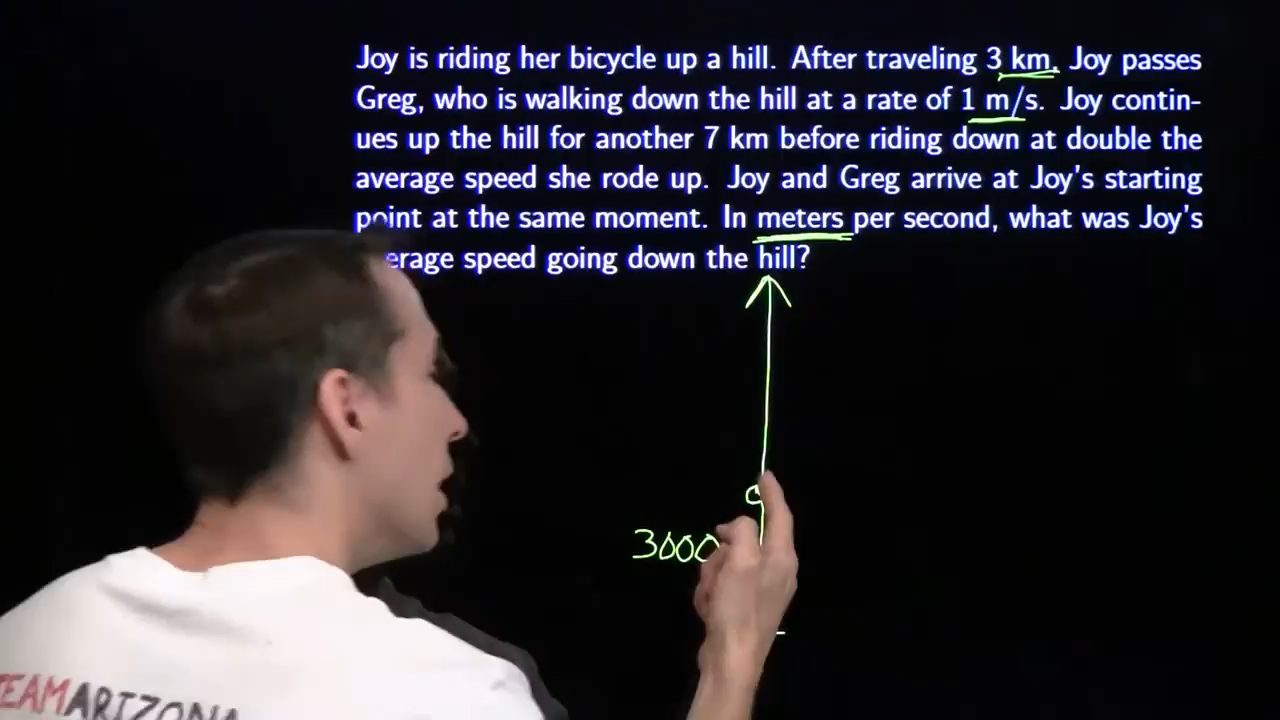 Joy is riding her bicycle up a hill. After traveling 3 km, Joy passes
Greg, who is walking down the hill at a rate of 1 m/s. Joy contin-
ues up the hill for another 7 km before riding down at double the
average speed she rode up. Joy and Greg arrive at Joy's starting
point at the same moment. In meters per second, what was Joy's
erage speed going down the hill?
3000
TEAMARIZONA